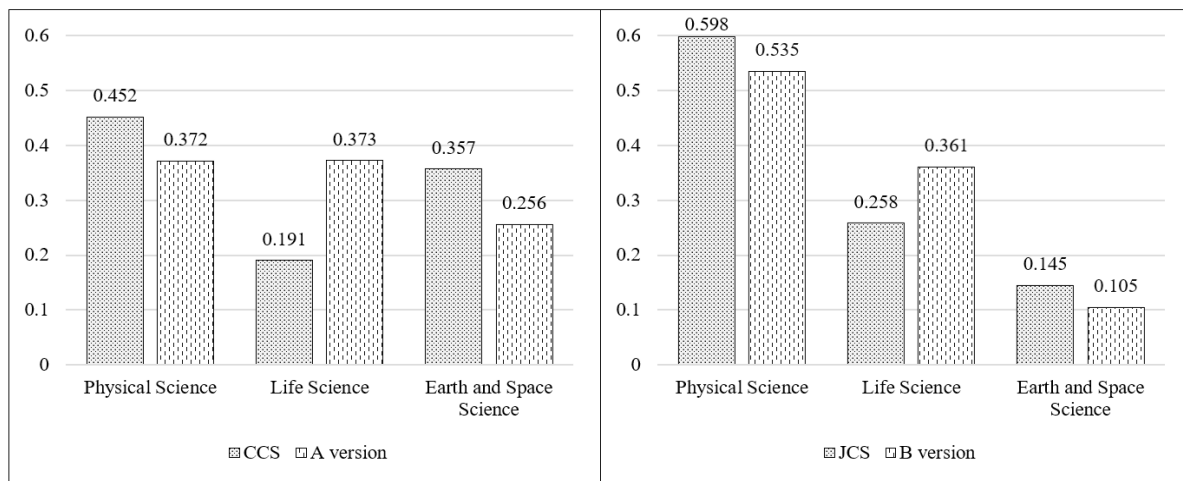 0.6
0.5
0.4
0.3
0.2
0.1
0
0.452
0.372
0.191
0.373
0.357
0.256
Physical Science
Life Science
Earth and Space
Science
CCS
A version
0.6
0.5
0.4
0.3
0.2
0.1
0
0.598
0.535
0.258
0.361
0.145
0.105
Physical Science
Life Science
Earth and Space
Science
JCS
B version